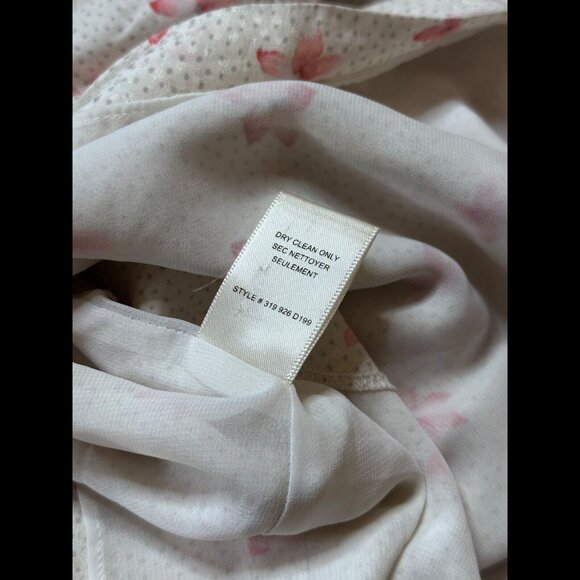 DRY CLEAN ONLY
SEC NETTOYER
SEULEMENT
STYLE # 319 926 D199